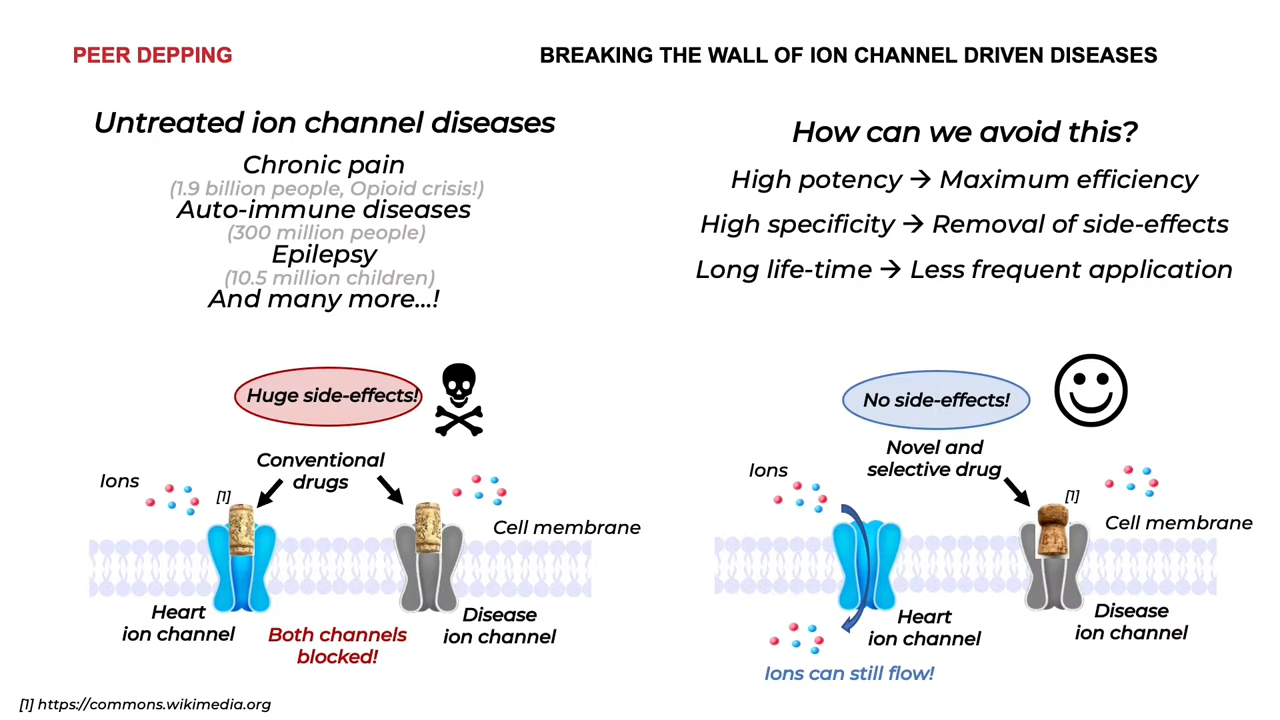 PEER DEPPING
BREAKING THE WALL OF ION CHANNEL DRIVEN DISEASES
Untreated ion channel diseases
Chronic pain
(1.9 billion people, Opioid crisis!)
Auto-immune diseases
(300 million people)
Epilepsy
(10.5 million children)
And many more...!
Huge side-effects!
Conventional
drugs
Ions
[1]
Cell membrane
Heart
ion channel
Both channels
blocked!
Disease
ion channel
How can we avoid this?
High potency → Maximum efficiency
High specificity → Removal of side-effects
Long life-time → Less frequent application
No side-effects!
Novel and
selective drug
Ions
[1]
Cell membrane
Heart
ion channel
Disease
ion channel
Ions can still flow!
[1] https://commons.wikimedia.org